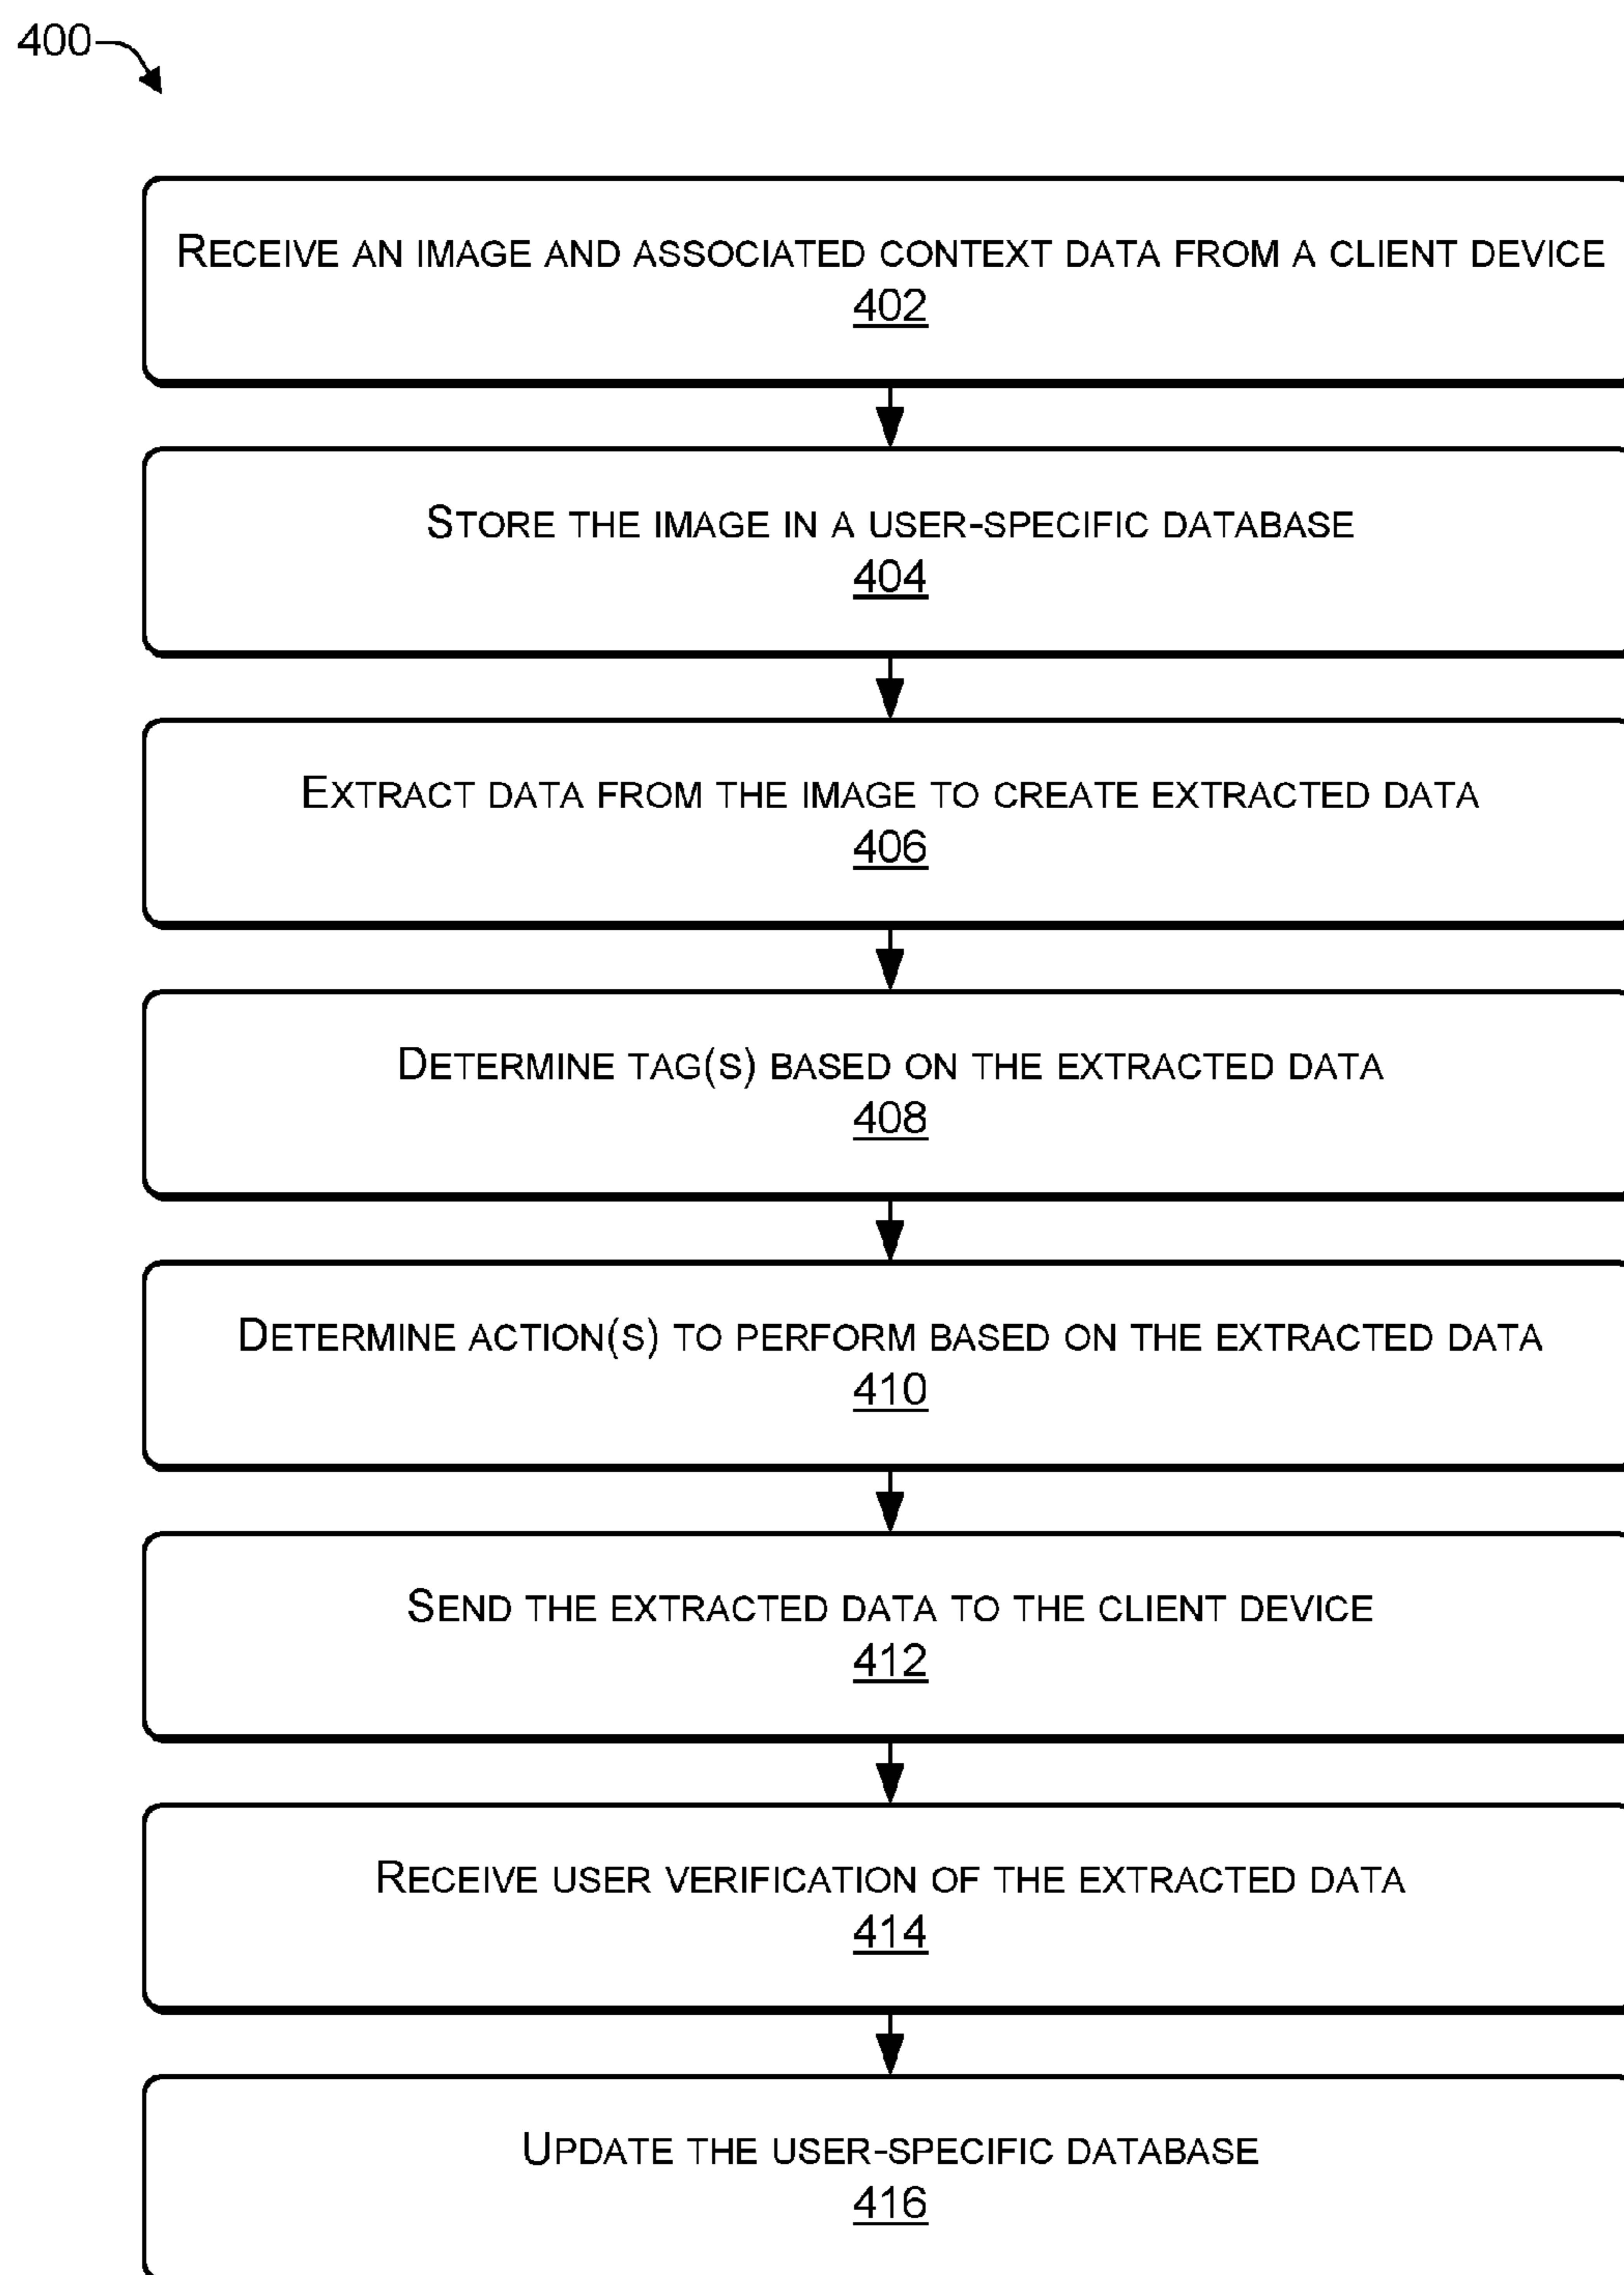 400
RECEIVE AN IMAGE AND ASSOCIATED CONTEXT DATA FROM A CLIENT DEVICE
402
STORE THE IMAGE IN A USER-SPECIFIC DATABASE
404
EXTRACT DATA FROM THE IMAGE TO CREATE EXTRACTED DATA
406
DETERMINE TAG(S) BASED ON THE EXTRACTED DATA
408
DETERMINE ACTION(S) TO PERFORM BASED ON THE EXTRACTED DATA
410
SEND THE EXTRACTED DATA TO THE CLIENT DEVICE
412
RECEIVE USER VERIFICATION OF THE EXTRACTED DATA
414
UPDATE THE USER-SPECIFIC DATABASE
416